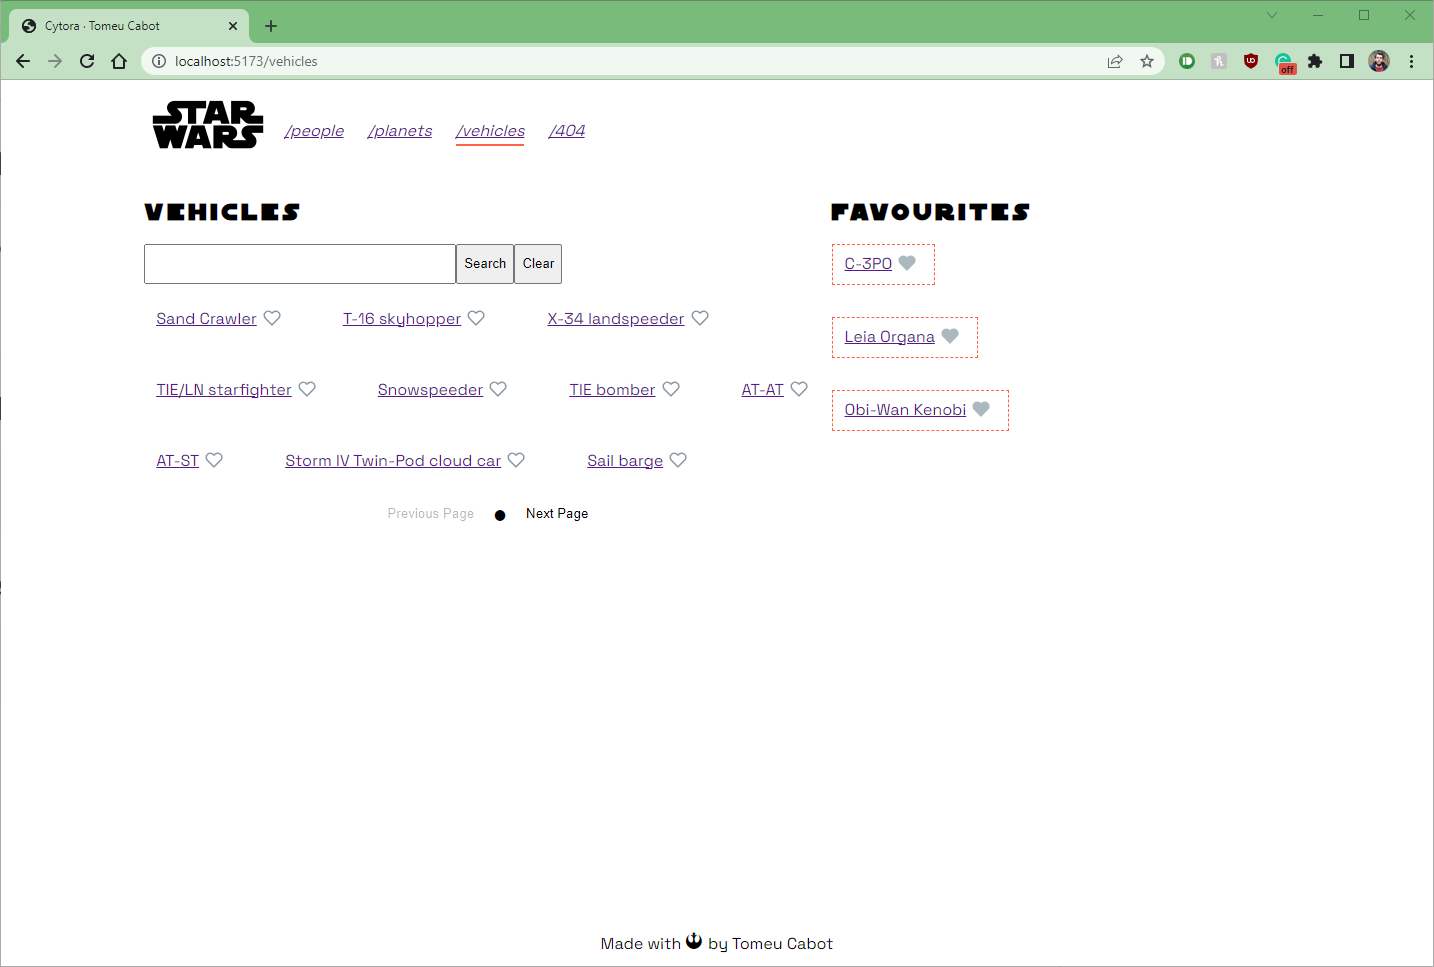 Cytora · Tomeu Cabot
localhost:5173/vehicles
off
STAR WARS
/people /planets /vehicles /404
VEHICLES
Search Clear
Sand Crawler T-16 skyhopper X-34 landspeeder
TIE/LN starfighter Snowspeeder TIE bomber AT-AT
AT-ST Storm IV Twin-Pod cloud car Sail barge
Previous Page Next Page
FAVOURITES
C-3PO
Leia Organa
Obi-Wan Kenobi
Made with by Tomeu Cabot